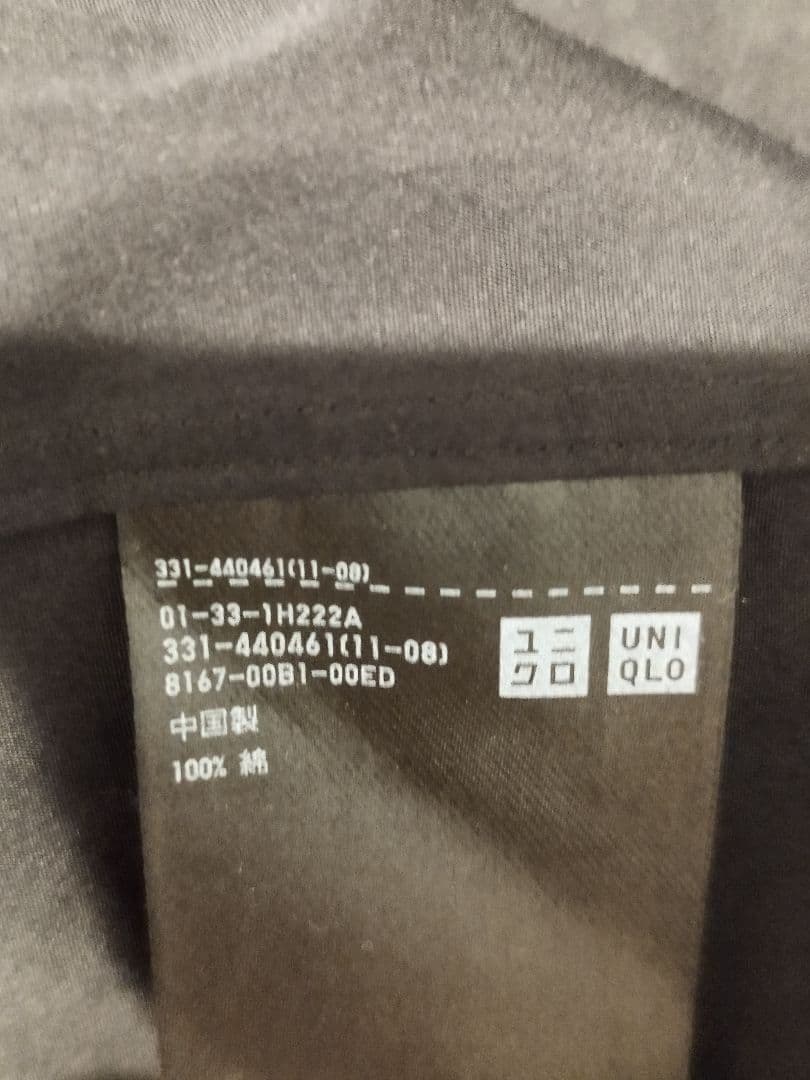 331-440461(11-08)
01-33-1H222A
331-440461(11-08)
8167-00B1-00ED
中国製
100% 綿
ユニ
クロ
UNI
QLO